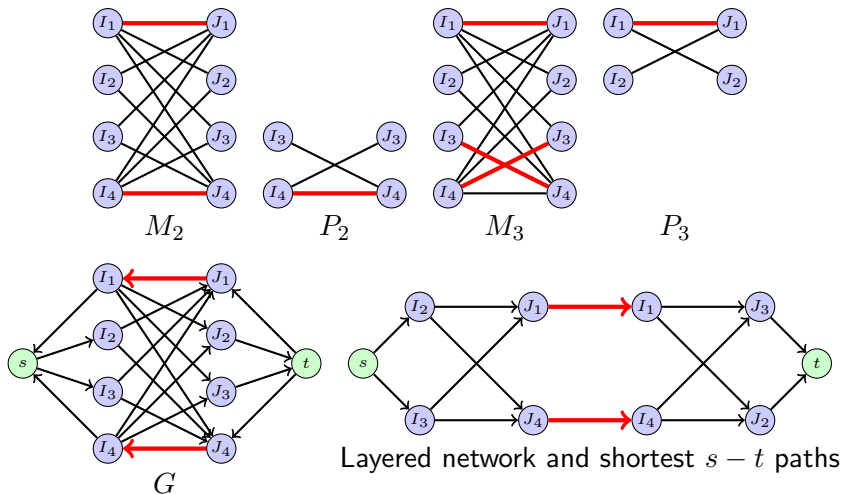 I1 J1 I1 J1 I1 J1
I2 J2 I2 J2 I2 J2
I3 J3 I3 J3 I3 J3
I4 J4 I4 J4 I4 J4
M2 P2 M3 P3
I1 J1
I2 J1 I1 J3
I2 J2
s t s t
I3 J3
I3 J4 I4 J2
I4 J4
Layered network and shortest s − t paths
G